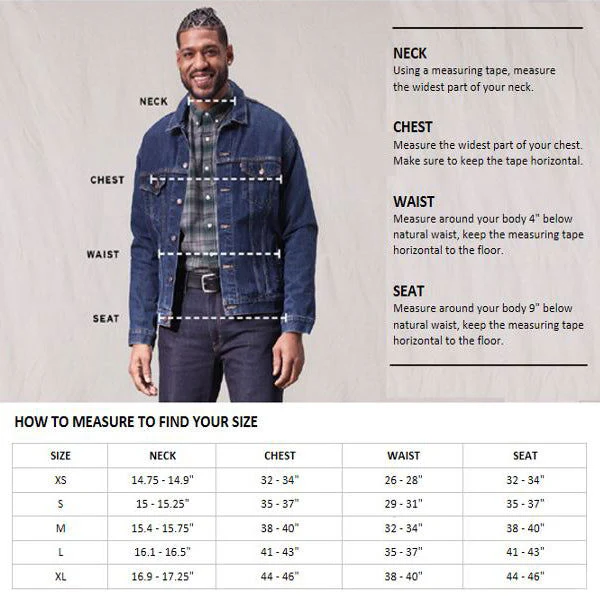 NECK
CHEST
WAIST
SEAT
NECK
Using a measuring tape, measure
the widest part of your neck.
CHEST
Measure the widest part of your chest.
Make sure to keep the tape horizontal.
WAIST
Measure around your body 4" below
natural waist, keep the measuring tape
horizontal to the floor.
SEAT
Measure around your body 9" below
natural waist, keep the measuring tape
horizontal to the floor.
HOW TO MEASURE TO FIND YOUR SIZE
SIZE NECK CHEST WAIST SEAT
XS 14.75 - 14.9" 32 - 34" 26 - 28" 32 - 34"
S 15 - 15.25" 35 - 37" 29 - 31" 35 - 37"
M 15.4 - 15.75" 38 - 40" 32 - 34" 38 - 40"
L 16.1 - 16.5" 41 - 43" 35 - 37" 41 - 43"
XL 16.9 - 17.25" 44 - 46" 38 - 40" 44 - 46"